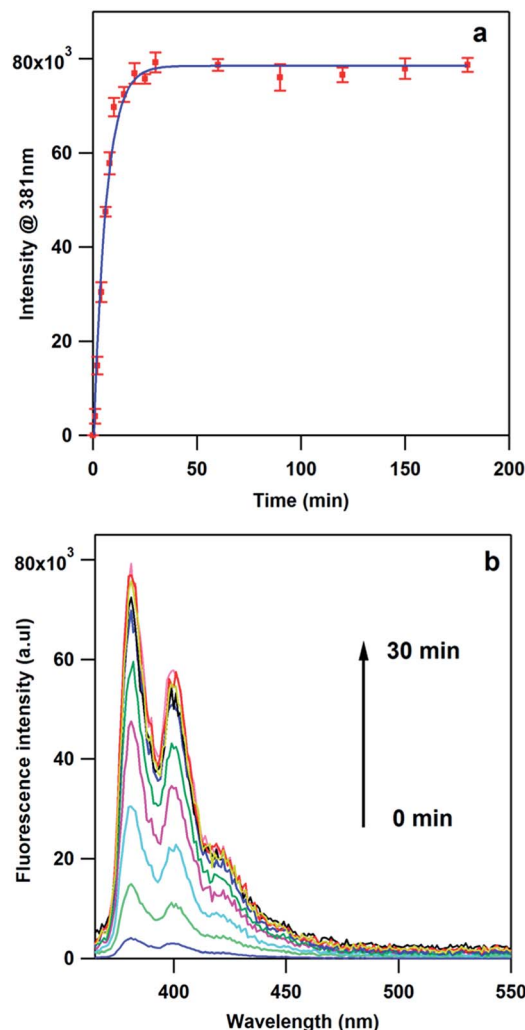 a
80x10³
60
40
20
0
Intensity @ 381nm
0 50 100 150 200
Time (min)
b
80x10³
60
40
20
0
Fluorescence intensity (a.ul)
30 min
0 min
400 450 500 550
Wavelength (nm)